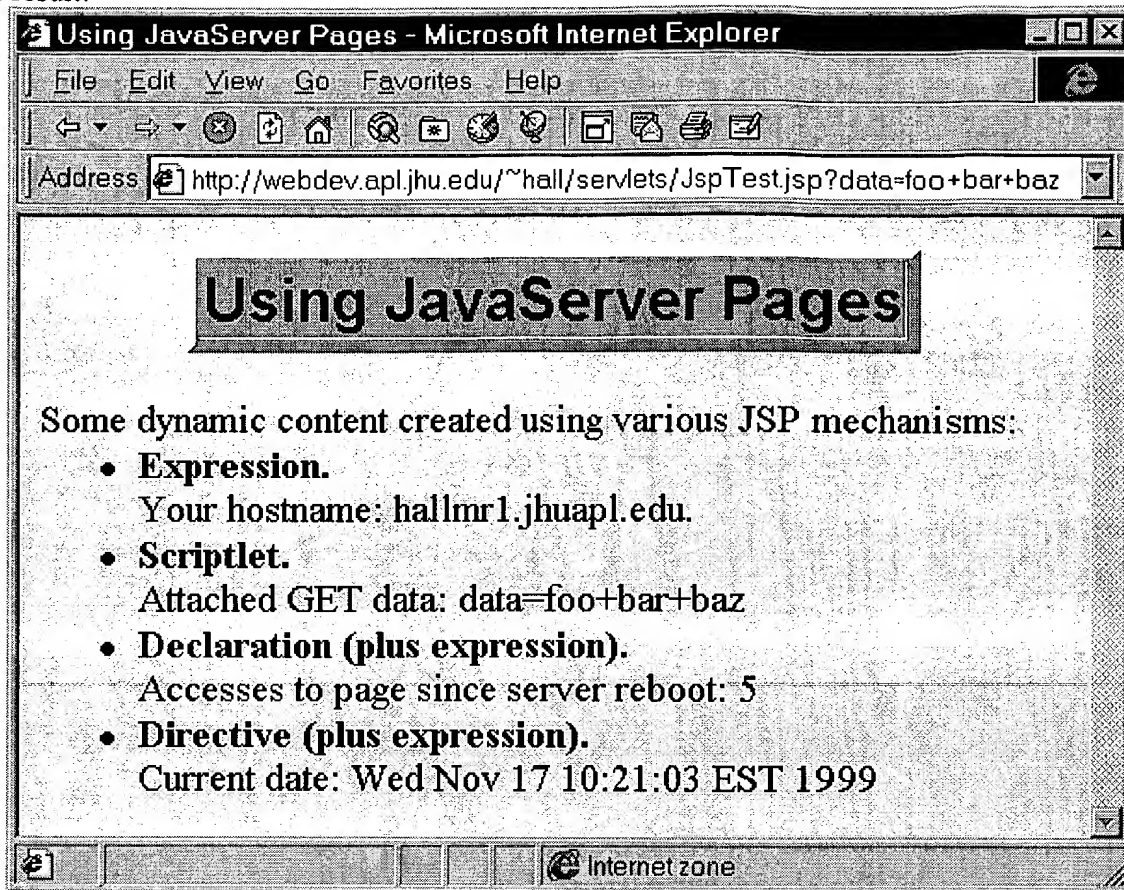 Using JavaServer Pages - Microsoft Internet Explorer
File Edit View Go Favorites Help
Address http://webdev.apl.jhu.edu/~hall/servlets/JspTest.jsp?data=foo+bar+baz
Using JavaServer Pages
Some dynamic content created using various JSP mechanisms:
• Expression.
Your hostname: hallmr1.jhuapl.edu.
• Scriptlet.
Attached GET data: data=foo+bar+baz
• Declaration (plus expression).
Accesses to page since server reboot: 5
• Directive (plus expression).
Current date: Wed Nov 17 10:21:03 EST 1999
Internet zone